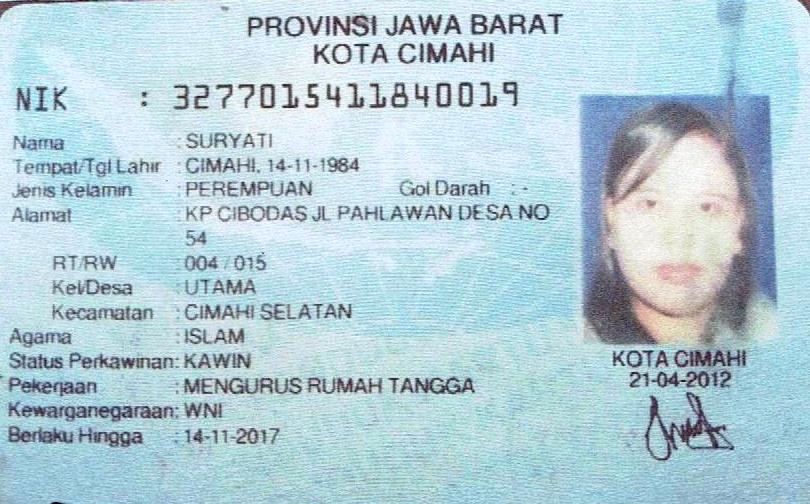 PROVINSI JAWA BARAT
KOTA CIMAHI
NIK : 3277015411840019
Nama : SURYATI
Tempat/Tgl Lahir : CIMAHI, 14-11-1984
Jenis Kelamin : PEREMPUAN Gol Darah : -
Alamat : KP CIBODAS JL PAHLAWAN DESA NO
54
RT/RW : 004 / 015
Kel/Desa : UTAMA
Kecamatan : CIMAHI SELATAN
Agama : ISLAM
Status Perkawinan: KAWIN
Pekerjaan : MENGURUS RUMAH TANGGA
Kewarganegaraan: WNI
Berlaku Hingga : 14-11-2017
KOTA CIMAHI
21-04-2012